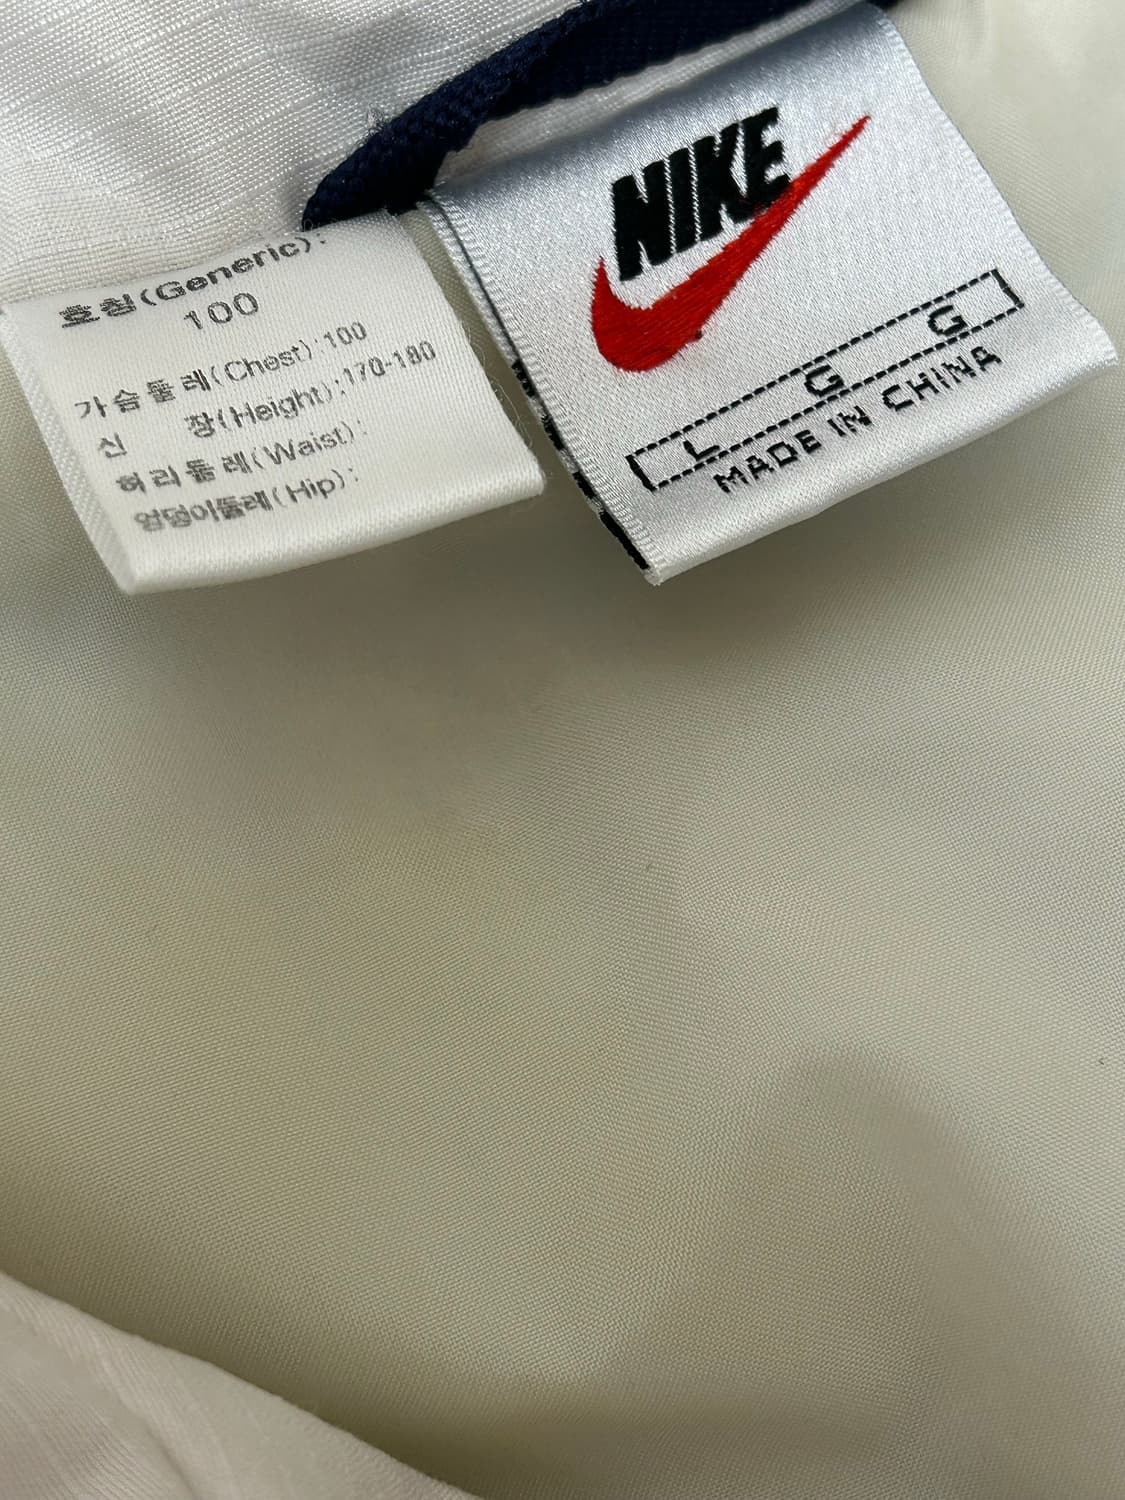 호칭(Generic):
100
가슴둘레(Chest):100
신 장(Height):170-180
허리둘레(Waist):
엉덩이둘레(Hip):
NIKE
L G G
MADE IN CHINA